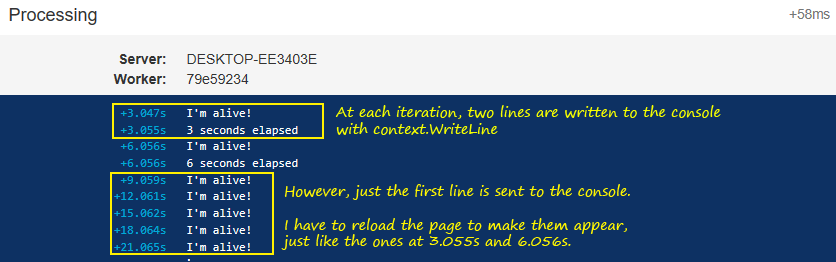 Processing +58ms
Server: DESKTOP-EE3403E
Worker: 79e59234
+3.047s I'm alive!
+3.055s 3 seconds elapsed
+6.056s I'm alive!
+6.056s 6 seconds elapsed
+9.059s I'm alive!
+12.061s I'm alive!
+15.062s I'm alive!
+18.064s I'm alive!
+21.065s I'm alive!
At each iteration, two lines are written to the console
with context.WriteLine
However, just the first line is sent to the console.
I have to reload the page to make them appear,
just like the ones at 3.055s and 6.056s.